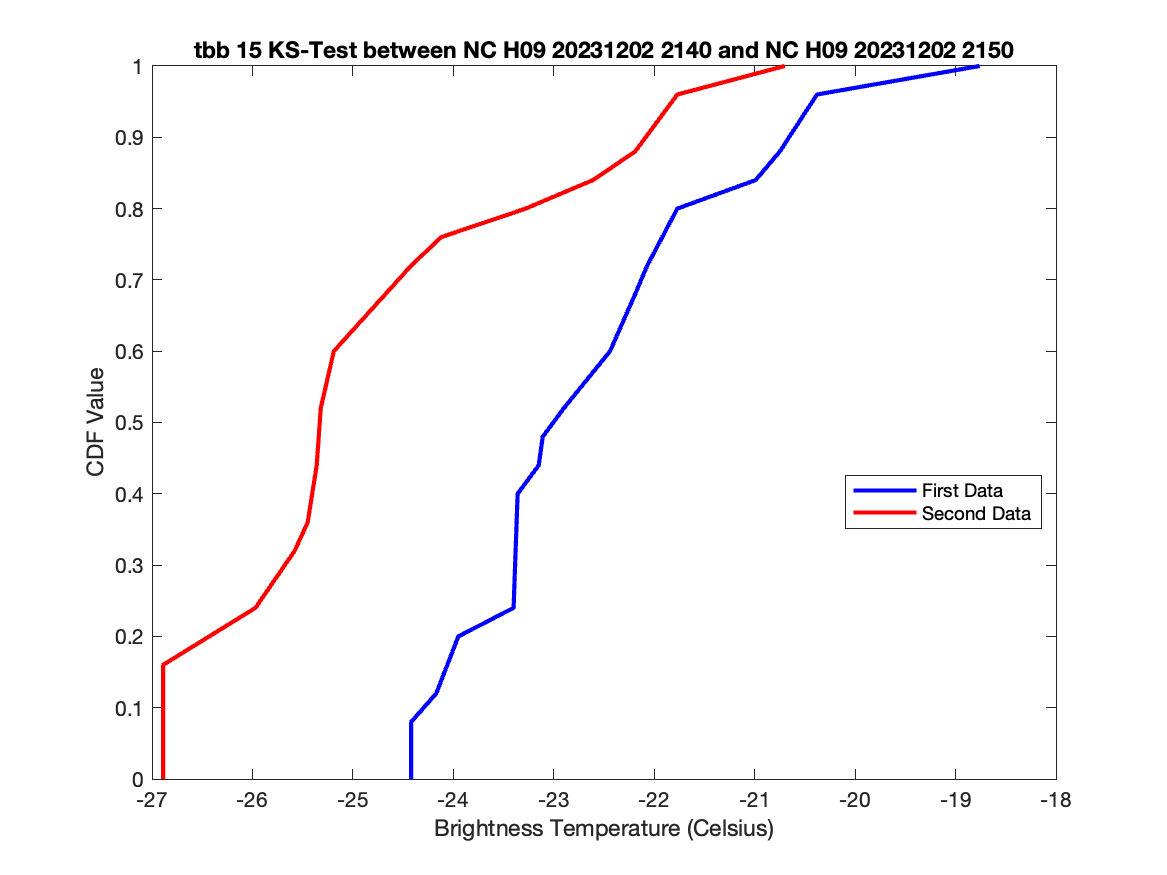 tbb 15 KS-Test between NC H09 20231202 2140 and NC H09 20231202 2150
1
0.9
0.8
0.7
0.6
0.5
0.4
0.3
0.2
0.1
0
CDF Value
First Data
Second Data
-27 -26 -25 -24 -23 -22 -21 -20 -19 -18
Brightness Temperature (Celsius)